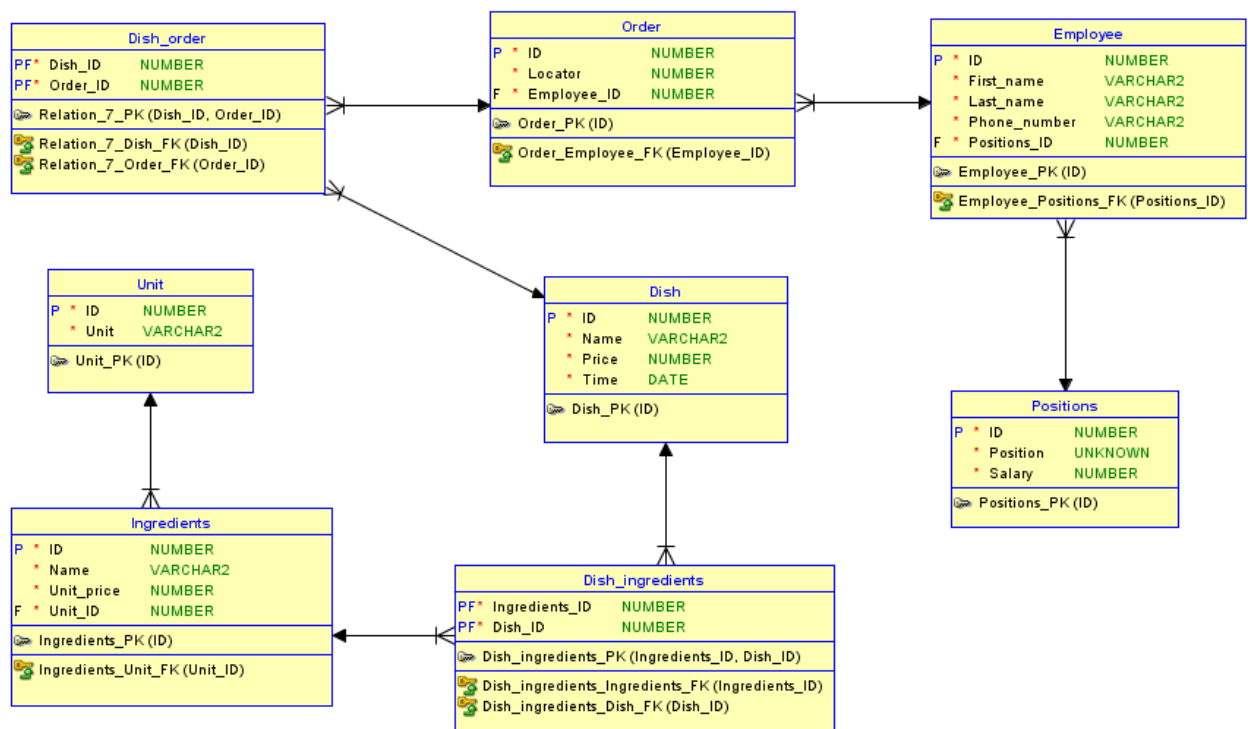 Dish_order
PF* Dish_ID NUMBER
PF* Order_ID NUMBER
Relation_7_PK (Dish_ID, Order_ID)
Relation_7_Dish_FK (Dish_ID)
Relation_7_Order_FK (Order_ID)
Order
P * ID NUMBER
* Locator NUMBER
F * Employee_ID NUMBER
Order_PK (ID)
Order_Employee_FK (Employee_ID)
Employee
P * ID NUMBER
* First_name VARCHAR2
* Last_name VARCHAR2
* Phone_number VARCHAR2
F * Positions_ID NUMBER
Employee_PK (ID)
Employee_Positions_FK (Positions_ID)
Unit
P * ID NUMBER
* Unit VARCHAR2
Unit_PK (ID)
Dish
P * ID NUMBER
* Name VARCHAR2
* Price NUMBER
* Time DATE
Dish_PK (ID)
Positions
P * ID NUMBER
* Position UNKNOWN
* Salary NUMBER
Positions_PK (ID)
Ingredients
P * ID NUMBER
* Name VARCHAR2
* Unit_price NUMBER
F * Unit_ID NUMBER
Ingredients_PK (ID)
Ingredients_Unit_FK (Unit_ID)
Dish_ingredients
PF* Ingredients_ID NUMBER
PF* Dish_ID NUMBER
Dish_ingredients_PK (Ingredients_ID, Dish_ID)
Dish_ingredients_Ingredients_FK (Ingredients_ID)
Dish_ingredients_Dish_FK (Dish_ID)